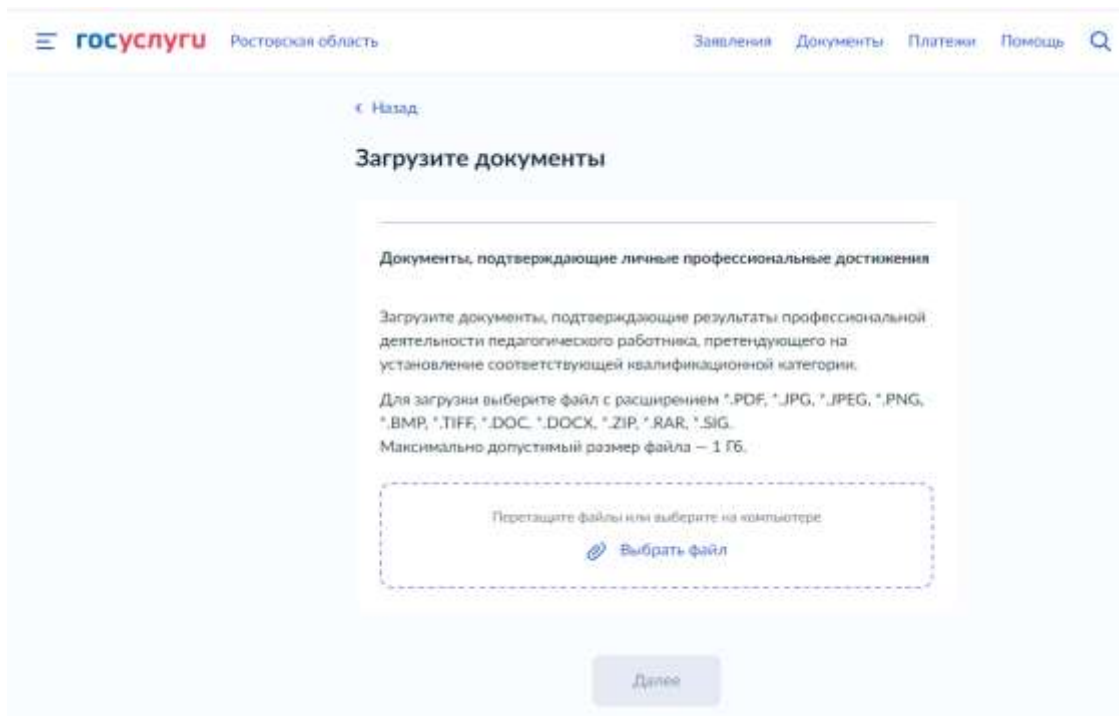 госуслуги Ростовская область Заявления Документы Платежи Помощь
Назад
Загрузите документы
Документы, подтверждающие личные профессиональные достижения
Загрузите документы, подтверждающие результаты профессиональной
деятельности педагогического работника, претендующего на
установление соответствующей квалификационной категории.
Для загрузки выберите файл с расширением *.PDF, *.JPG, *.JPEG, *.PNG,
*.BMP, *.TIFF, *.DOC, *.DOCX, *.ZIP, *.RAR, *.SIG.
Максимально допустимый размер файла — 1 Гб.
Перетащите файлы или выберите на компьютере
Выбрать файл
Далее